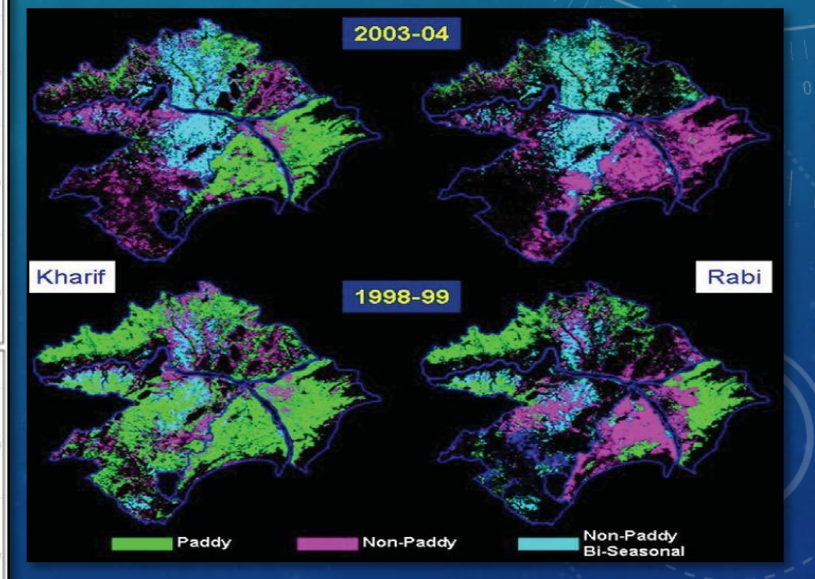 2003-04
Kharif
Rabi
1998-99
Paddy
Non-Paddy
Non-Paddy
Bi-Seasonal